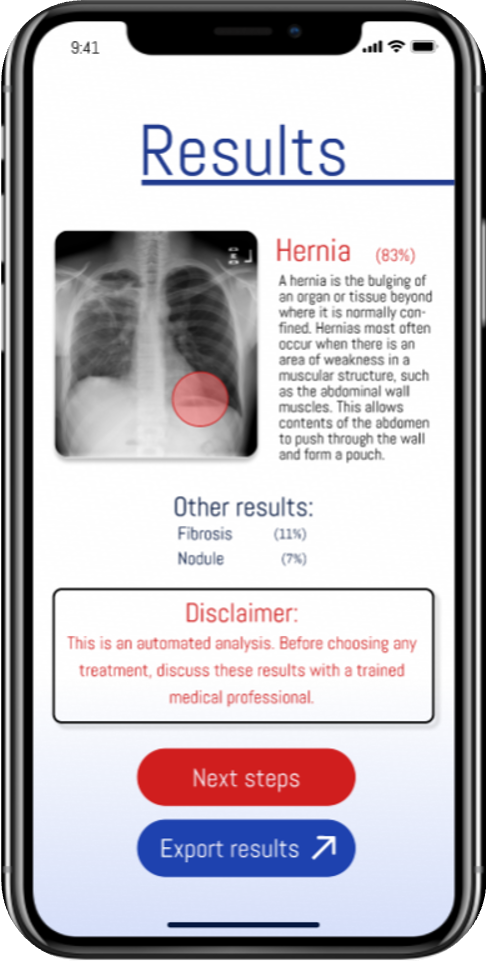 9:41
Results
Hernia (83%)
A hernia is the bulging of
an organ or tissue beyond
where it is normally con-
fined. Hernias most often
occur when there is an
area of weakness in a
muscular structure, such
as the abdominal wall
muscles. This allows
contents of the abdomen
to push through the wall
and form a pouch.
Other results:
Fibrosis (11%)
Nodule (7%)
Disclaimer:
This is an automated analysis. Before choosing any
treatment, discuss these results with a trained
medical professional.
Next steps
Export results